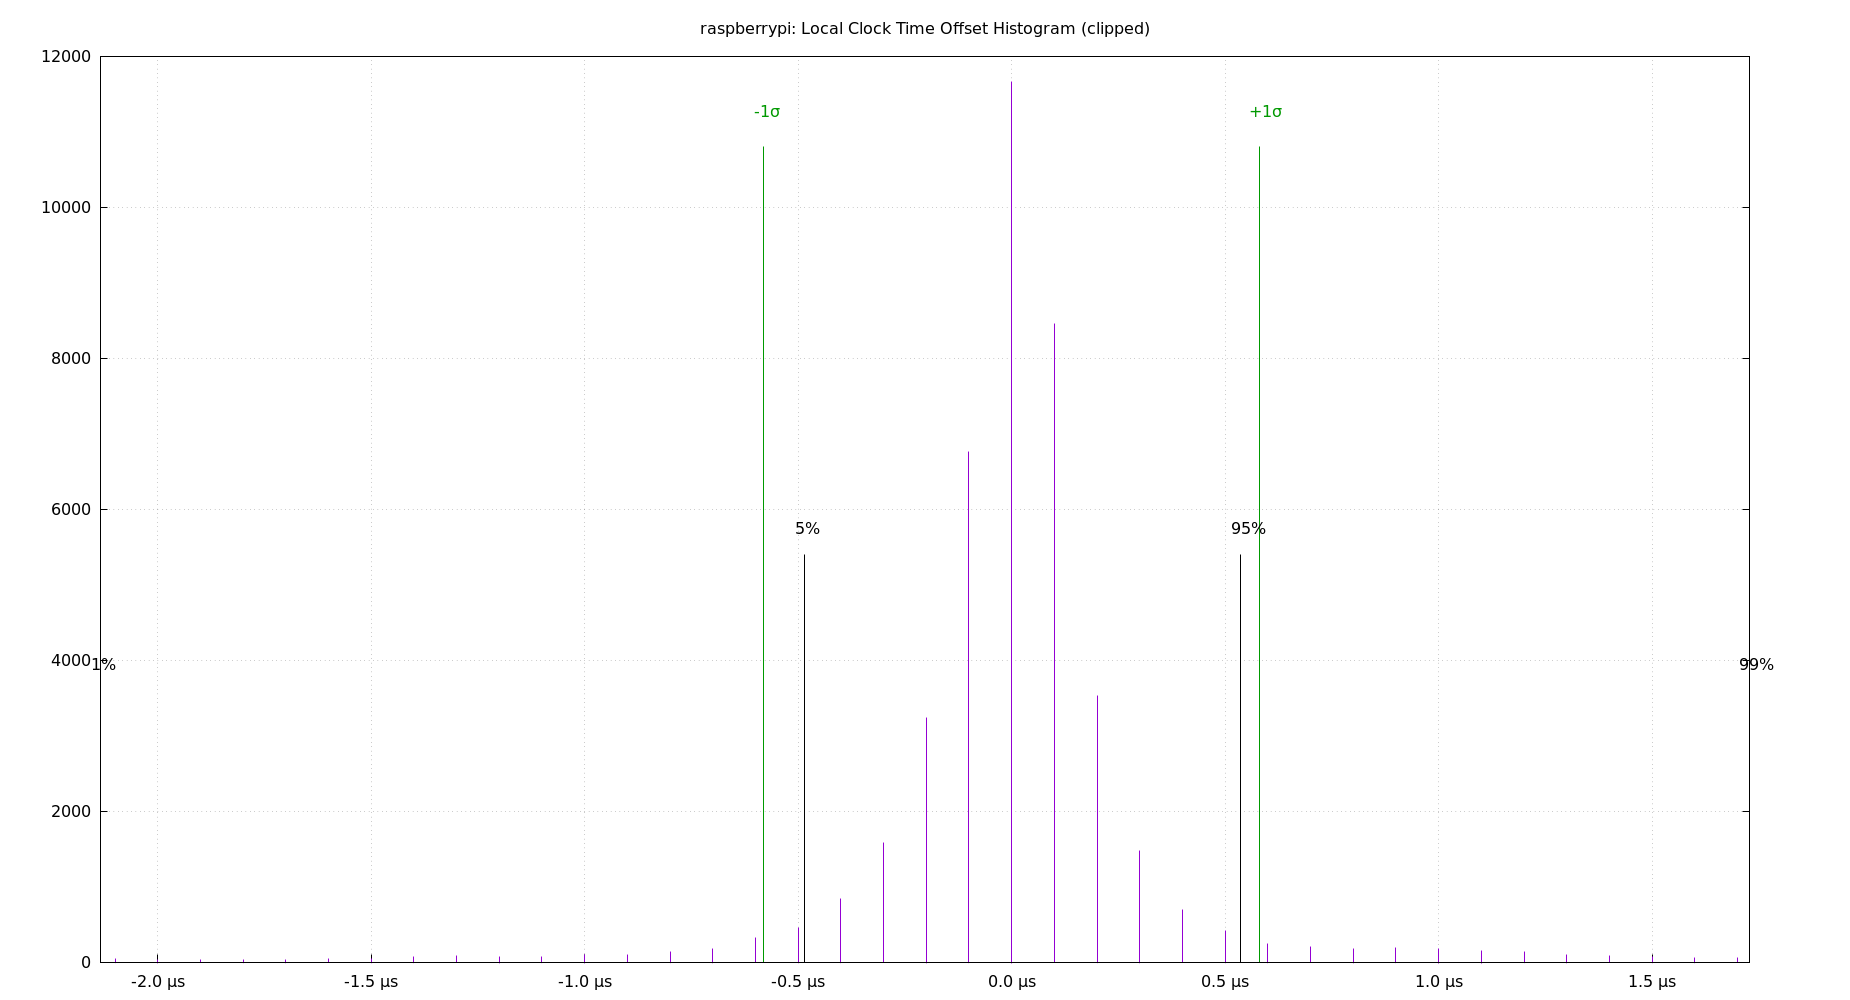 raspberrypi: Local Clock Time Offset Histogram (clipped)
12000
-1σ
+1σ
10000
8000
6000
5%
95%
4000
1%
99%
2000
0
-2.0 µs
-1.5 µs
-1.0 µs
-0.5 µs
0.0 µs
0.5 µs
1.0 µs
1.5 µs